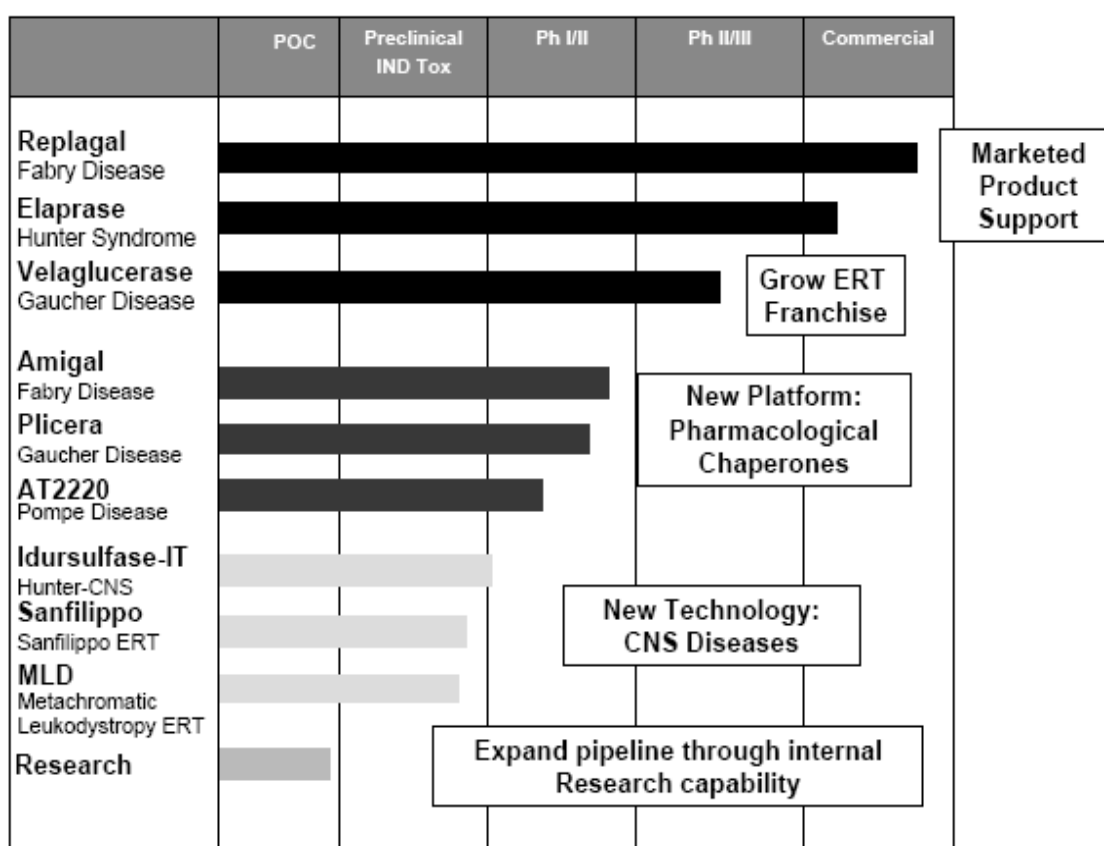 POC
Preclinical
IND Tox
Ph I/II
Ph II/III
Commercial
Replagal
Fabry Disease
Marketed
Product
Support
Elaprase
Hunter Syndrome
Velaglucerase
Gaucher Disease
Grow ERT
Franchise
Amigal
Fabry Disease
New Platform:
Pharmacological
Chaperones
Plicera
Gaucher Disease
AT2220
Pompe Disease
Idursulfase-IT
Hunter-CNS
New Technology:
CNS Diseases
Sanfilippo
Sanfilippo ERT
MLD
Metachromatic
Leukodystropy ERT
Research
Expand pipeline through internal
Research capability